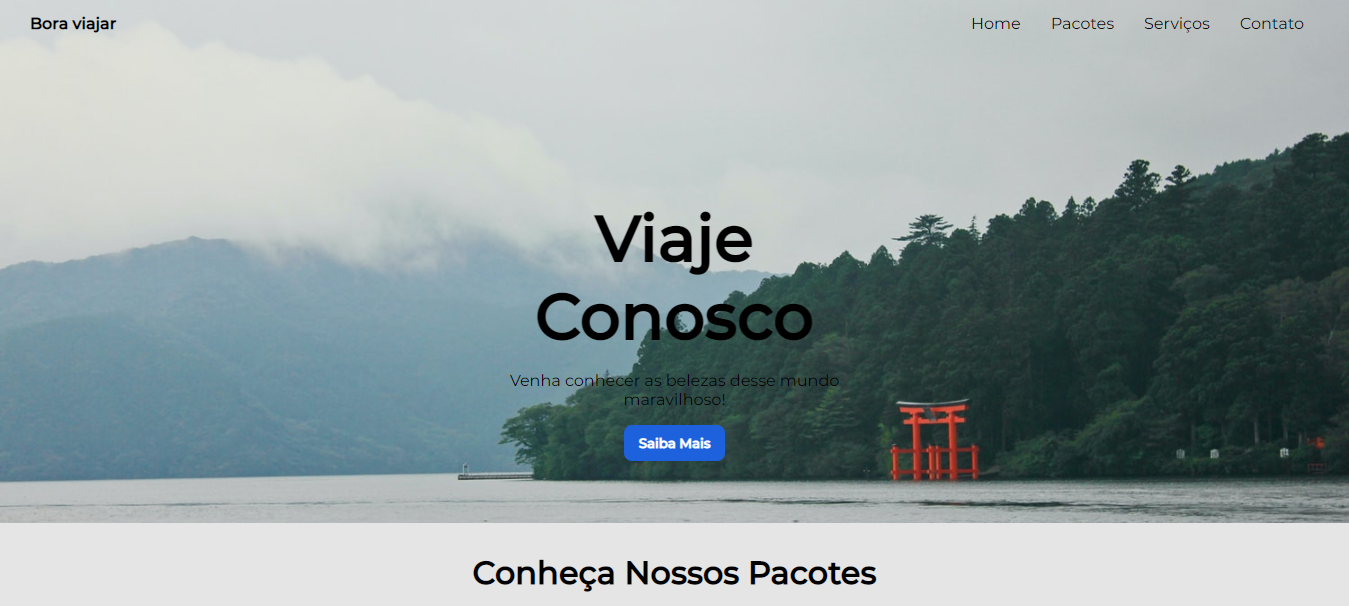 Bora viajar
Home Pacotes Serviços Contato
Viaje
Conosco
Venha conhecer as belezas desse mundo
maravilhoso!
Saiba Mais
Conheça Nossos Pacotes